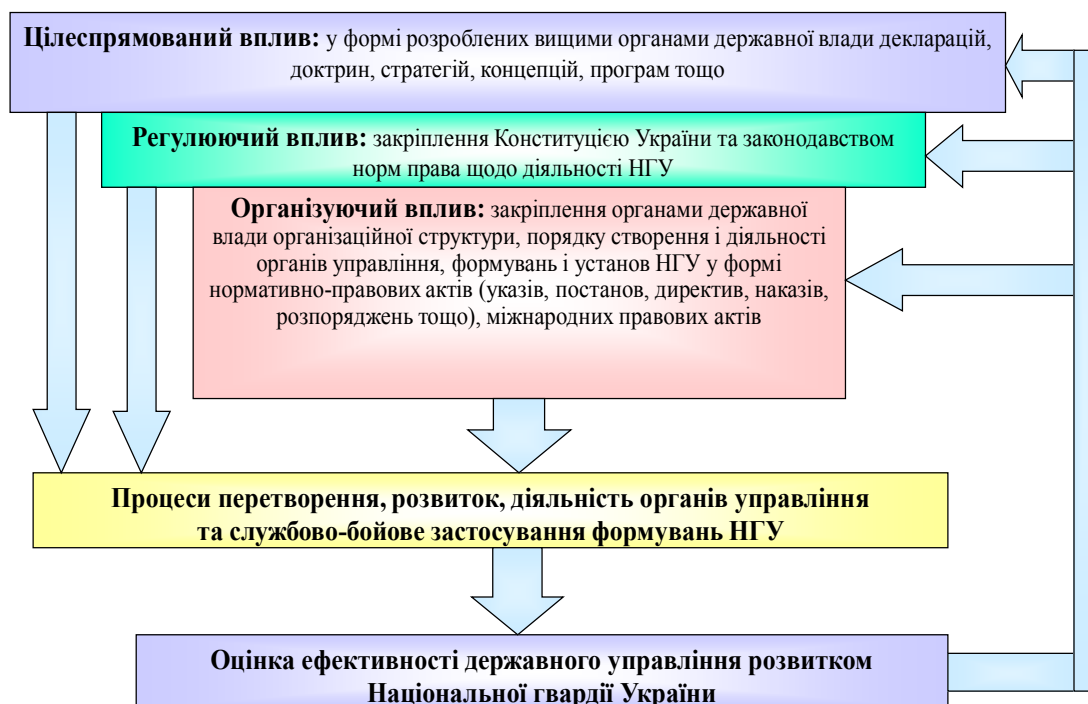 Цілеспрямований вплив: у формі розроблених вищими органами державної влади декларацій,
доктрин, стратегій, концепцій, програм тощо
Регулюючий вплив: закріплення Конституцією України та законодавством
норм права щодо діяльності НГУ
Організуючий вплив: закріплення органами державної
влади організаційної структури, порядку створення і діяльності
органів управління, формувань і установ НГУ у формі
нормативно-правових актів (указів, постанов, директив, наказів,
розпоряджень тощо), міжнародних правових актів
Процеси перетворення, розвиток, діяльність органів управління
та службово-бойове застосування формувань НГУ
Оцінка ефективності державного управління розвитком
Національної гвардії України